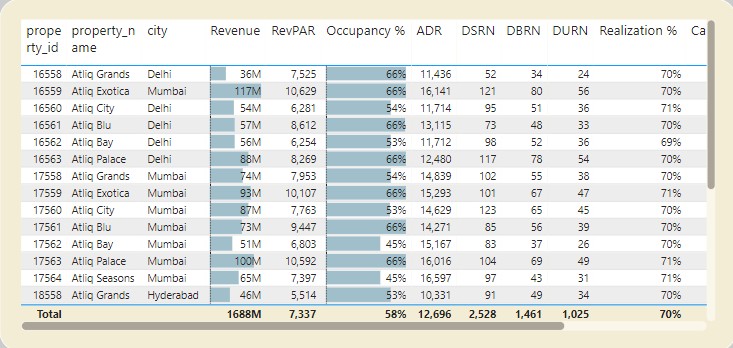 prope property_n city Revenue RevPAR Occupancy % ADR DSRN DBRN DURN Realization % Ca
rty_id ame
16558 Atliq Grands Delhi 36M 7,525 66% 11,436 52 34 24 70%
16559 Atliq Exotica Mumbai 117M 10,629 66% 16,141 121 80 56 70%
16560 Atliq City Delhi 54M 6,281 54% 11,714 95 51 36 71%
16561 Atliq Blu Delhi 57M 8,612 66% 13,115 73 48 33 70%
16562 Atliq Bay Delhi 56M 6,254 53% 11,712 98 52 36 69%
16563 Atliq Palace Delhi 88M 8,269 66% 12,480 117 78 54 70%
17558 Atliq Grands Mumbai 74M 7,953 54% 14,839 102 55 38 70%
17559 Atliq Exotica Mumbai 93M 10,107 66% 15,293 101 67 47 71%
17560 Atliq City Mumbai 87M 7,763 53% 14,629 123 65 45 70%
17561 Atliq Blu Mumbai 73M 9,447 66% 14,271 85 56 39 70%
17562 Atliq Bay Mumbai 51M 6,803 45% 15,167 83 37 26 70%
17563 Atliq Palace Mumbai 100M 10,592 66% 16,016 104 69 49 71%
17564 Atliq Seasons Mumbai 65M 7,397 45% 16,597 97 43 31 71%
18558 Atliq Grands Hyderabad 46M 5,514 53% 10,331 91 49 34 70%
Total 1688M 7,337 58% 12,696 2,528 1,461 1,025 70%